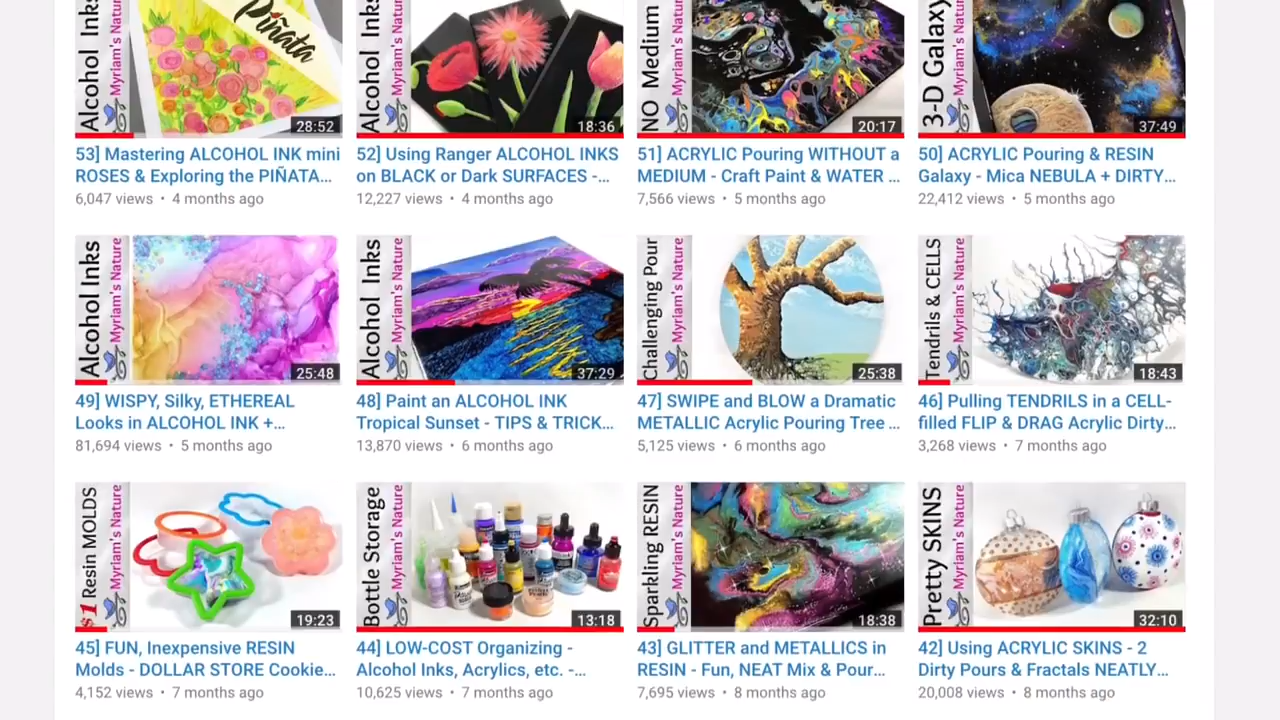 Alcohol Inks
Myriam's Nature
Piñata
28:52
53] Mastering ALCOHOL INK mini
ROSES & Exploring the PIÑATA...
6,047 views • 4 months ago
Alcohol Inks
Myriam's Nature
18:36
52] Using Ranger ALCOHOL INKS
on BLACK or Dark SURFACES -...
12,227 views • 4 months ago
NO Medium
Myriam's Nature
20:17
51] ACRYLIC Pouring WITHOUT a
MEDIUM - Craft Paint & WATER ...
7,566 views • 5 months ago
3-D Galaxy
Myriam's Nature
37:49
50] ACRYLIC Pouring & RESIN
Galaxy - Mica NEBULA + DIRTY...
22,412 views • 5 months ago
Alcohol Inks
Myriam's Nature
25:48
49] WISPY, Silky, ETHEREAL
Looks in ALCOHOL INK +...
81,694 views • 5 months ago
Alcohol Inks
Myriam's Nature
37:29
48] Paint an ALCOHOL INK
Tropical Sunset - TIPS & TRICK...
13,870 views • 6 months ago
Challenging Pour
Myriam's Nature
25:38
47] SWIPE and BLOW a Dramatic
METALLIC Acrylic Pouring Tree ...
5,125 views • 6 months ago
Tendrils & CELLS
Myriam's Nature
18:43
46] Pulling TENDRILS in a CELL-
filled FLIP & DRAG Acrylic Dirty...
3,268 views • 7 months ago
$1 Resin MOLDS
Myriam's Nature
19:23
45] FUN, Inexpensive RESIN
Molds - DOLLAR STORE Cookie...
4,152 views • 7 months ago
Bottle Storage
Myriam's Nature
13:18
44] LOW-COST Organizing -
Alcohol Inks, Acrylics, etc. -...
10,625 views • 7 months ago
Sparkling RESIN
Myriam's Nature
18:38
43] GLITTER and METALLICS in
RESIN - Fun, NEAT Mix & Pour...
7,695 views • 8 months ago
Pretty SKINS
Myriam's Nature
32:10
42] Using ACRYLIC SKINS - 2
Dirty Pours & Fractals NEATLY...
20,008 views • 8 months ago